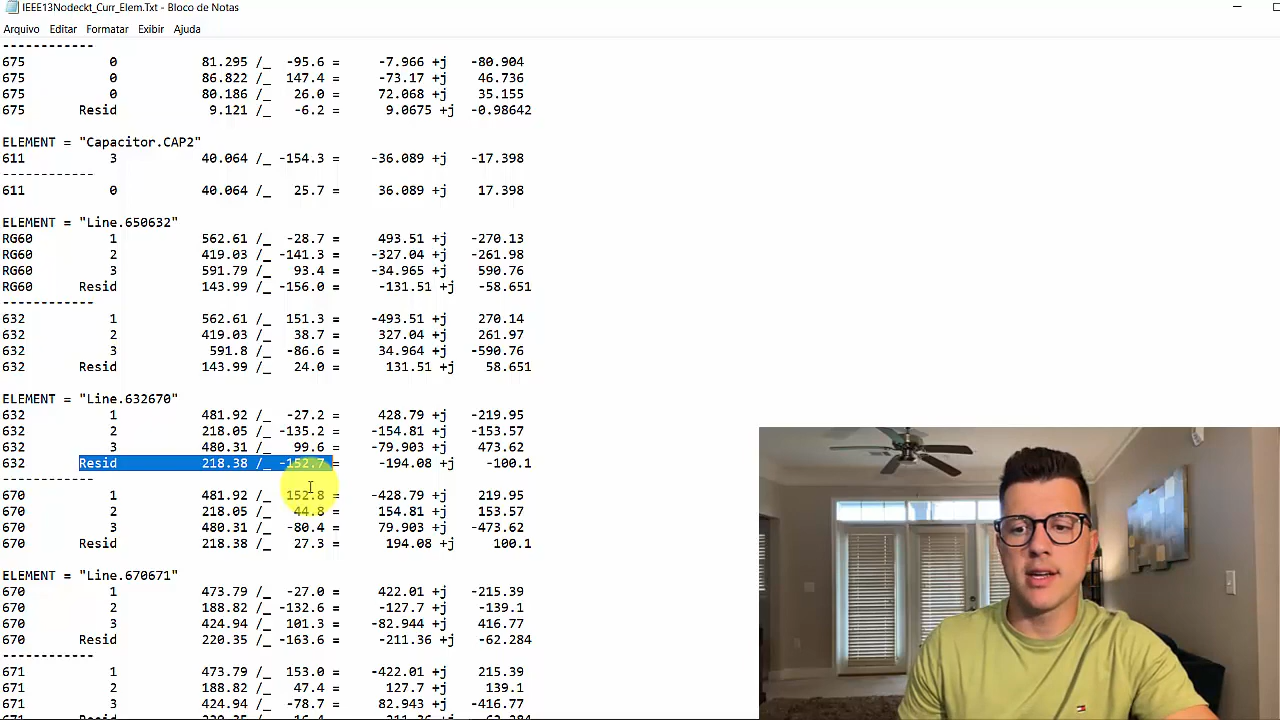 IEEE13Nodeckt_Curr_Elem.Txt - Bloco de Notas
Arquivo Editar Formatar Exibir Ajuda
------------
675 0 81.295 /_ -95.6 = -7.966 +j -80.904
675 0 86.822 /_ 147.4 = -73.17 +j 46.736
675 0 80.186 /_ 26.0 = 72.068 +j 35.155
675 Resid 9.121 /_ -6.2 = 9.0675 +j -0.98642
ELEMENT = "Capacitor.CAP2"
611 3 40.064 /_ -154.3 = -36.089 +j -17.398
------------
611 0 40.064 /_ 25.7 = 36.089 +j 17.398
ELEMENT = "Line.650632"
RG60 1 562.61 /_ -28.7 = 493.51 +j -270.13
RG60 2 419.03 /_ -141.3 = -327.04 +j -261.98
RG60 3 591.79 /_ 93.4 = -34.965 +j 590.76
RG60 Resid 143.99 /_ -156.0 = -131.51 +j -58.651
------------
632 1 562.61 /_ 151.3 = -493.51 +j 270.14
632 2 419.03 /_ 38.7 = 327.04 +j 261.97
632 3 591.8 /_ -86.6 = 34.964 +j -590.76
632 Resid 143.99 /_ 24.0 = 131.51 +j 58.651
ELEMENT = "Line.632670"
632 1 481.92 /_ -27.2 = 428.79 +j -219.95
632 2 218.05 /_ -135.2 = -154.81 +j -153.57
632 3 480.31 /_ 99.6 = -79.903 +j 473.62
632 Resid 218.38 /_ -152.7 = -194.08 +j -100.1
------------
670 1 481.92 /_ 152.8 = -428.79 +j 219.95
670 2 218.05 /_ 44.8 = 154.81 +j 153.57
670 3 480.31 /_ -80.4 = 79.903 +j -473.62
670 Resid 218.38 /_ 27.3 = 194.08 +j 100.1
ELEMENT = "Line.670671"
670 1 473.79 /_ -27.0 = 422.01 +j -215.39
670 2 188.82 /_ -132.6 = -127.7 +j -139.1
670 3 424.94 /_ 101.3 = -82.944 +j 416.77
670 Resid 220.35 /_ -163.6 = -211.36 +j -62.284
------------
671 1 473.79 /_ 153.0 = -422.01 +j 215.39
671 2 188.82 /_ 47.4 = 127.7 +j 139.1
671 3 424.94 /_ -78.7 = 82.943 +j -416.77
671 Resid 220.35 /_ 16.4 = 211.36 +j 62.284